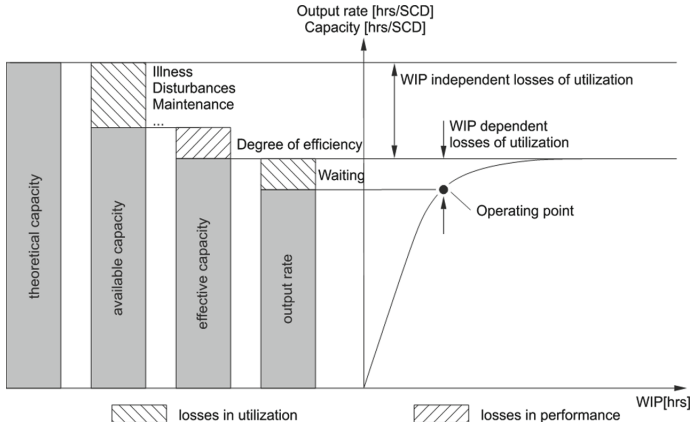 Output rate [hrs/SCD]
Capacity [hrs/SCD]
Illness
Disturbances
Maintenance
...
WIP independent losses of utilization
WIP dependent
losses of utilization
Degree of efficiency
Waiting
Operating point
theoretical capacity
available capacity
effective capacity
output rate
WIP[hrs]
losses in utilization
losses in performance